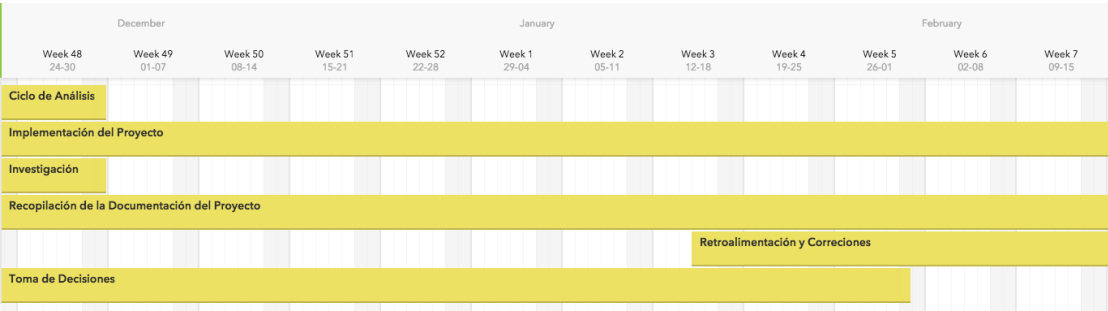 December January February
Week 48 Week 49 Week 50 Week 51 Week 52 Week 1 Week 2 Week 3 Week 4 Week 5 Week 6 Week 7
24-30 01-07 08-14 15-21 22-28 29-04 05-11 12-18 19-25 26-01 02-08 09-15
Ciclo de Análisis
Implementación del Proyecto
Investigación
Recopilación de la Documentación del Proyecto
Retroalimentación y Correciones
Toma de Decisiones